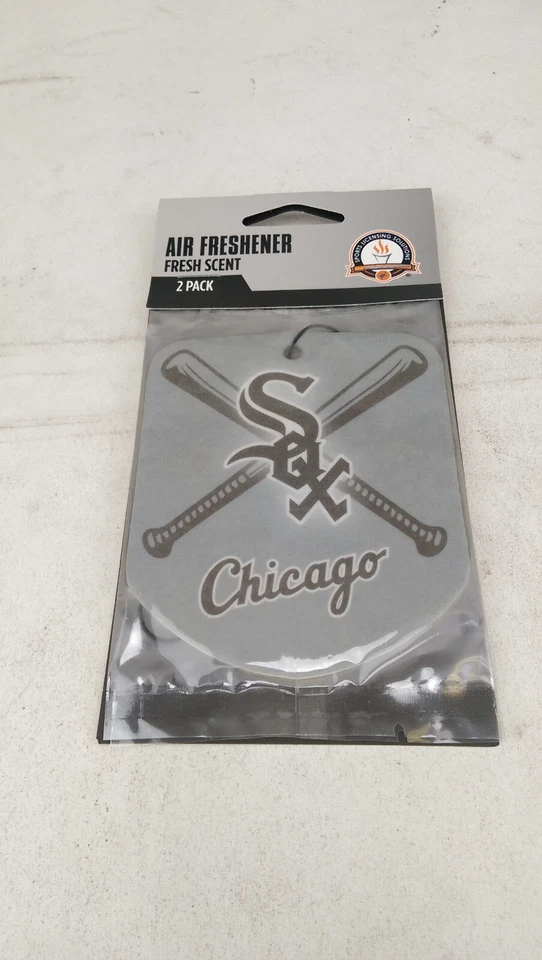 AIR FRESHENER
FRESH SCENT
2 PACK
SPORTS LICENSING SOLUTIONS
Sox
Chicago